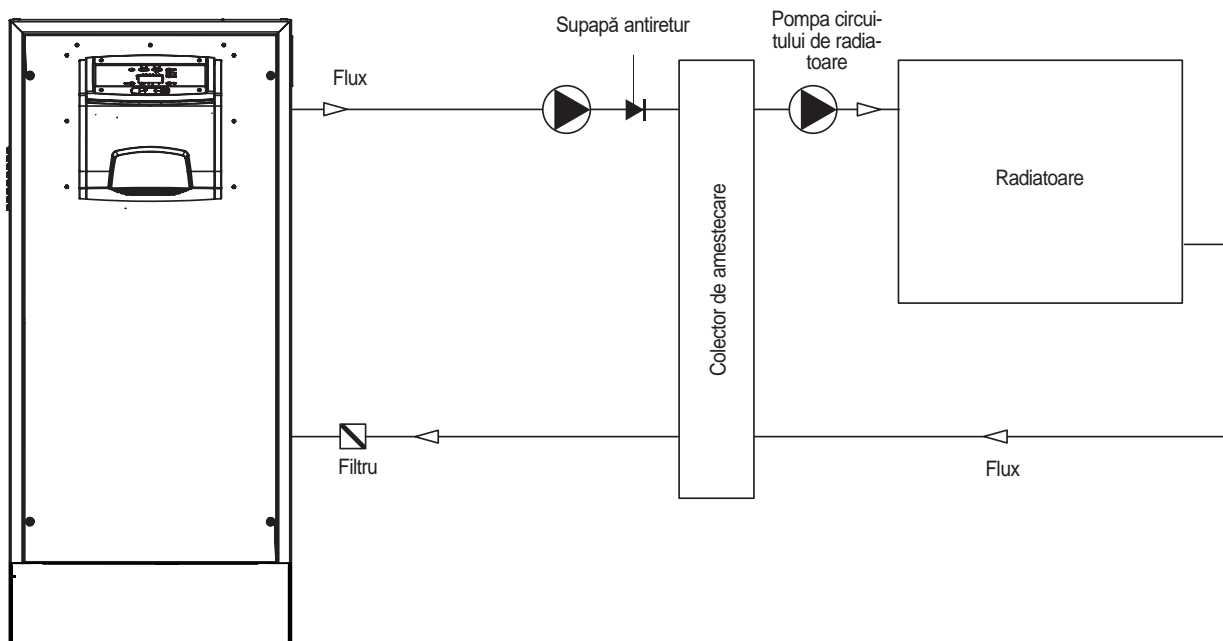 Supapă antiretur
Pompa circui-
tului de radia-
toare
Flux
Radiatoare
Colector de amestecare
Filtru
Flux